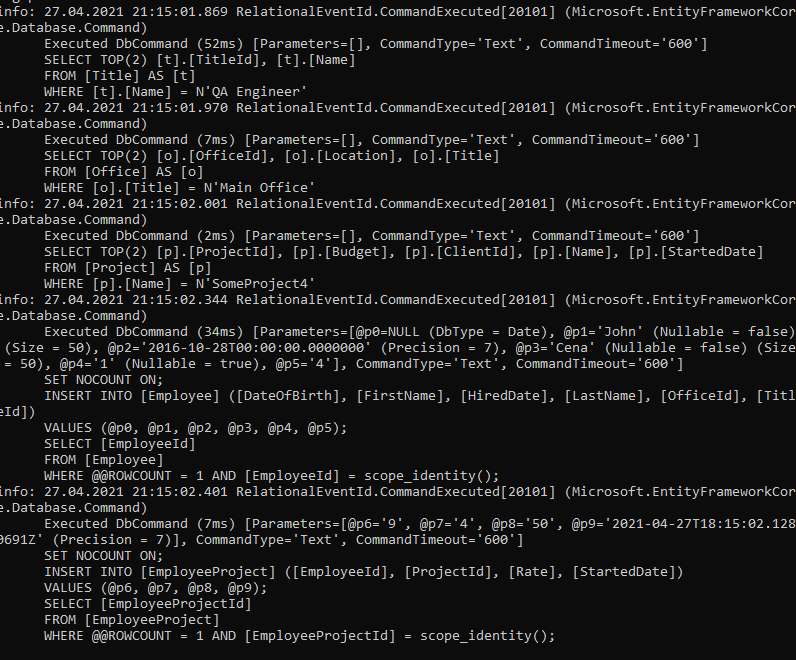 info: 27.04.2021 21:15:01.869 RelationalEventId.CommandExecuted[20101] (Microsoft.EntityFrameworkCor
e.Database.Command)
Executed DbCommand (52ms) [Parameters=[], CommandType='Text', CommandTimeout='600']
SELECT TOP(2) [t].[TitleId], [t].[Name]
FROM [Title] AS [t]
WHERE [t].[Name] = N'QA Engineer'
info: 27.04.2021 21:15:01.970 RelationalEventId.CommandExecuted[20101] (Microsoft.EntityFrameworkCor
e.Database.Command)
Executed DbCommand (7ms) [Parameters=[], CommandType='Text', CommandTimeout='600']
SELECT TOP(2) [o].[OfficeId], [o].[Location], [o].[Title]
FROM [Office] AS [o]
WHERE [o].[Title] = N'Main Office'
info: 27.04.2021 21:15:02.001 RelationalEventId.CommandExecuted[20101] (Microsoft.EntityFrameworkCor
e.Database.Command)
Executed DbCommand (2ms) [Parameters=[], CommandType='Text', CommandTimeout='600']
SELECT TOP(2) [p].[ProjectId], [p].[Budget], [p].[ClientId], [p].[Name], [p].[StartedDate]
FROM [Project] AS [p]
WHERE [p].[Name] = N'SomeProject4'
info: 27.04.2021 21:15:02.344 RelationalEventId.CommandExecuted[20101] (Microsoft.EntityFrameworkCor
e.Database.Command)
Executed DbCommand (34ms) [Parameters=[@p0=NULL (DbType = Date), @p1='John' (Nullable = false)
(Size = 50), @p2='2016-10-28T00:00:00.0000000' (Precision = 7), @p3='Cena' (Nullable = false) (Size
= 50), @p4='1' (Nullable = true), @p5='4'], CommandType='Text', CommandTimeout='600']
SET NOCOUNT ON;
INSERT INTO [Employee] ([DateOfBirth], [FirstName], [HiredDate], [LastName], [OfficeId], [Titl
eId])
VALUES (@p0, @p1, @p2, @p3, @p4, @p5);
SELECT [EmployeeId]
FROM [Employee]
WHERE @@ROWCOUNT = 1 AND [EmployeeId] = scope_identity();
info: 27.04.2021 21:15:02.401 RelationalEventId.CommandExecuted[20101] (Microsoft.EntityFrameworkCor
e.Database.Command)
Executed DbCommand (7ms) [Parameters=[@p6='9', @p7='4', @p8='50', @p9='2021-04-27T18:15:02.128
0691Z' (Precision = 7)], CommandType='Text', CommandTimeout='600']
SET NOCOUNT ON;
INSERT INTO [EmployeeProject] ([EmployeeId], [ProjectId], [Rate], [StartedDate])
VALUES (@p6, @p7, @p8, @p9);
SELECT [EmployeeProjectId]
FROM [EmployeeProject]
WHERE @@ROWCOUNT = 1 AND [EmployeeProjectId] = scope_identity();